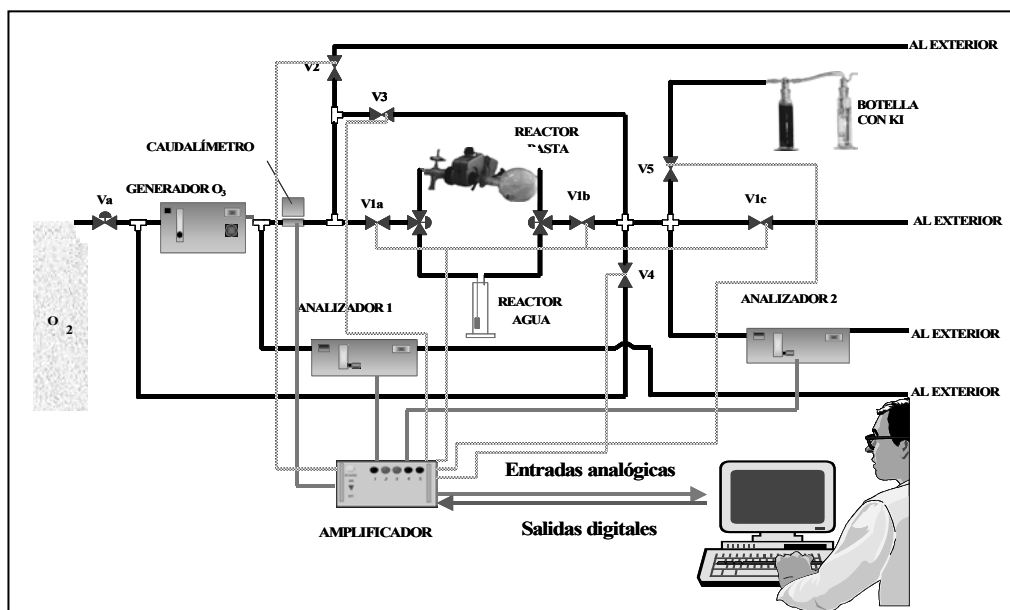 AL EXTERIOR
V2
V3
BOTELLA
CON KI
REACTOR
PASTA
CAUDALÍMETRO
V5
GENERADOR O3
Va
V1a
V1b
V1c
AL EXTERIOR
V4
REACTOR
AGUA
ANALIZADOR 1
ANALIZADOR 2
O 2
AL EXTERIOR
AL EXTERIOR
Entradas analógicas
Salidas digitales
AMPLIFICADOR